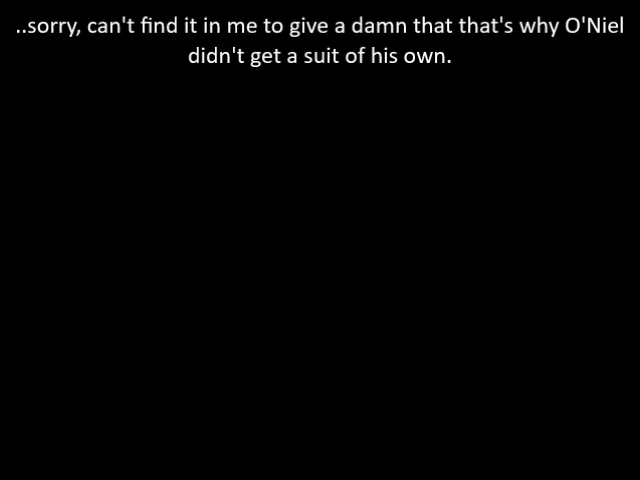 ..sorry, can't find it in me to give a damn that that's why O'Niel
didn't get a suit of his own.